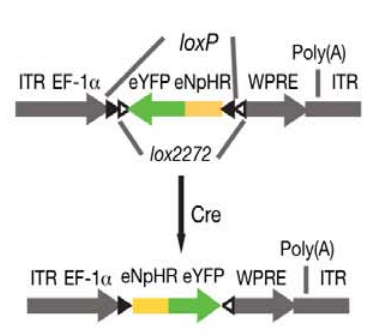 loxP
Poly(A)
ITR EF-1α eYFP eNpHR WPRE ITR
lox2272
Cre
Poly(A)
ITR EF-1α eNpHR eYFP WPRE ITR